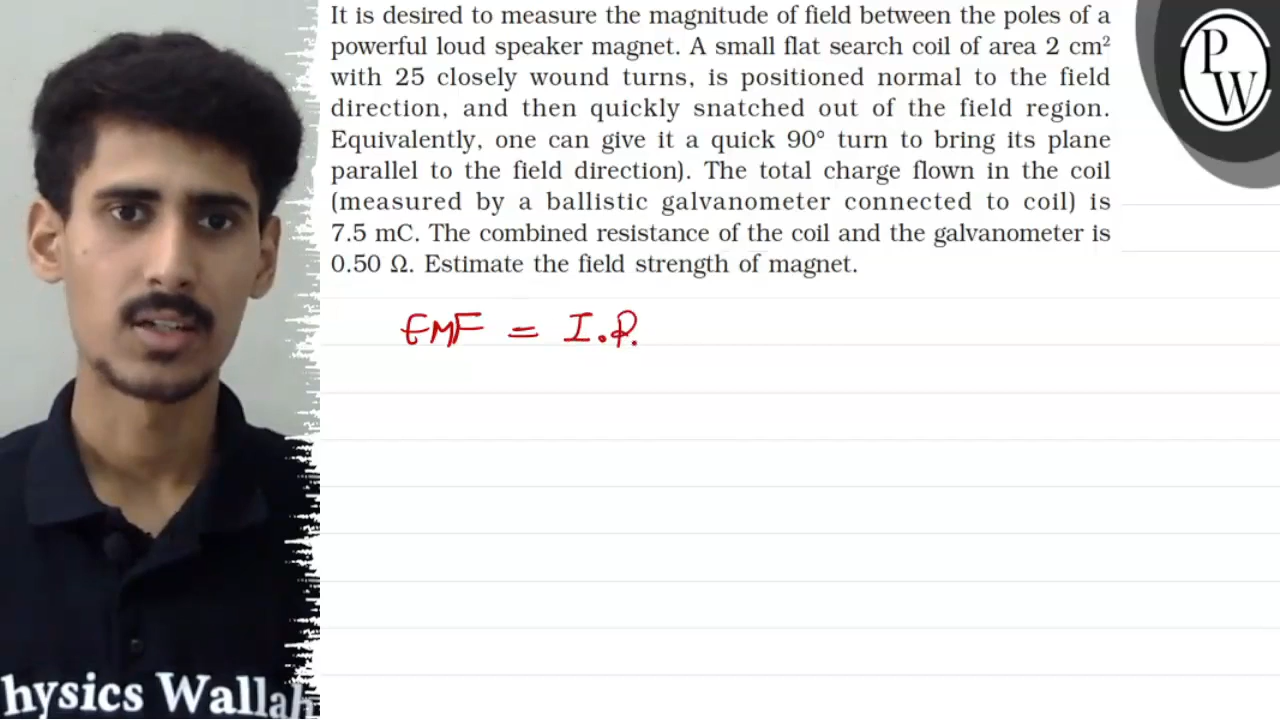 It is desired to measure the magnitude of field between the poles of a
powerful loud speaker magnet. A small flat search coil of area 2 cm²
with 25 closely wound turns, is positioned normal to the field
direction, and then quickly snatched out of the field region.
Equivalently, one can give it a quick 90° turn to bring its plane
parallel to the field direction). The total charge flown in the coil
(measured by a ballistic galvanometer connected to coil) is
7.5 mC. The combined resistance of the coil and the galvanometer is
0.50 Ω. Estimate the field strength of magnet.
EMF = I.R.
P
W
hysics Wallah